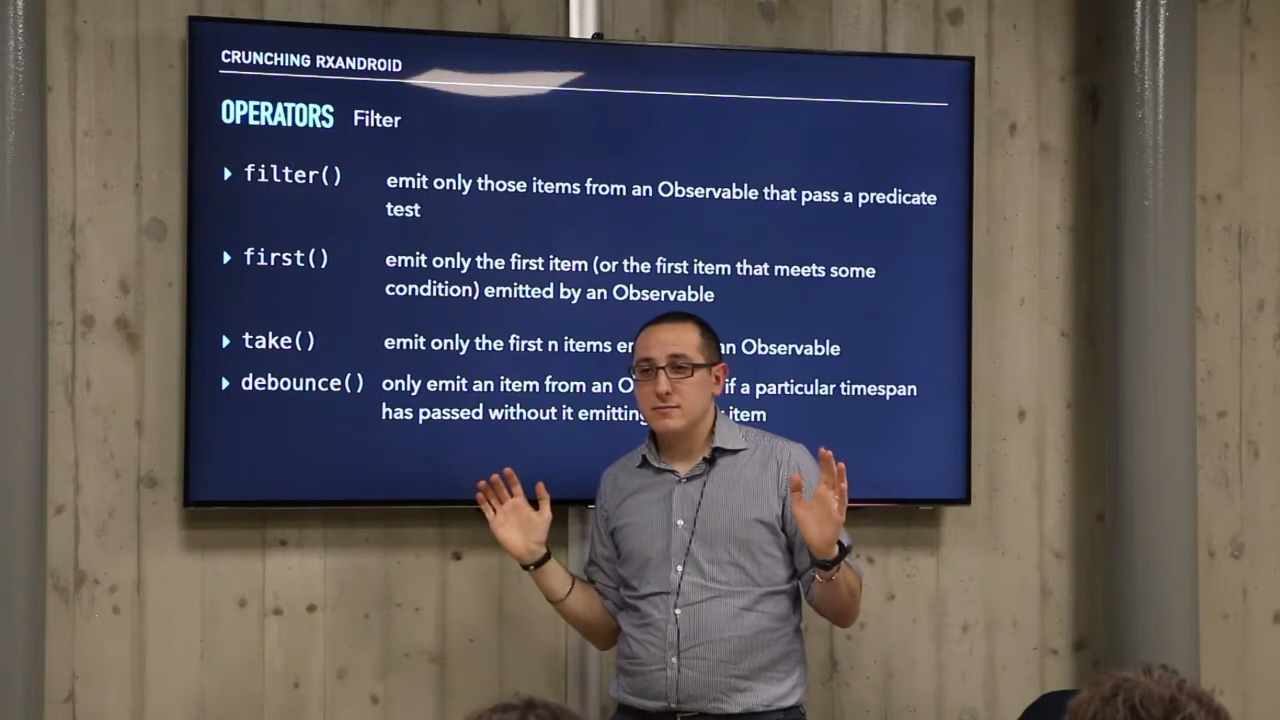 CRUNCHING RXANDROID
OPERATORS Filter
filter() emit only those items from an Observable that pass a predicate
test
first() emit only the first item (or the first item that meets some
condition) emitted by an Observable
take() emit only the first n items an Observable
debounce() only emit an item from an if a particular timespan
has passed without it emitting item